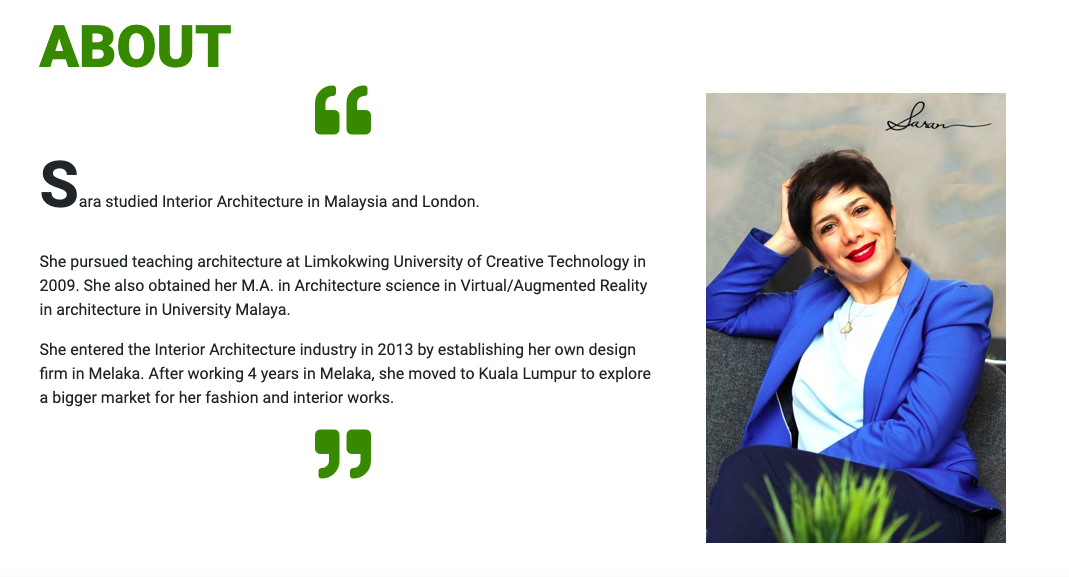 ABOUT
“
Sara studied Interior Architecture in Malaysia and London.
She pursued teaching architecture at Limkokwing University of Creative Technology in
2009. She also obtained her M.A. in Architecture science in Virtual/Augmented Reality
in architecture in University Malaya.
She entered the Interior Architecture industry in 2013 by establishing her own design
firm in Melaka. After working 4 years in Melaka, she moved to Kuala Lumpur to explore
a bigger market for her fashion and interior works.
”
Saran